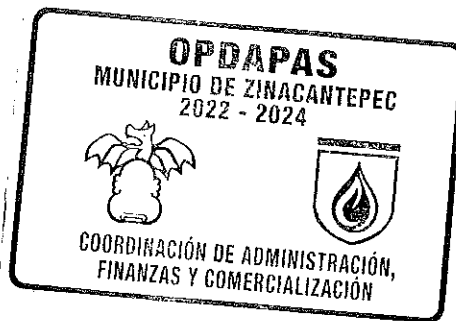 OPDAPAS
MUNICIPIO DE ZINACANTEPEC
2022 - 2024
COORDINACIÓN DE ADMINISTRACIÓN,
FINANZAS Y COMERCIALIZACIÓN